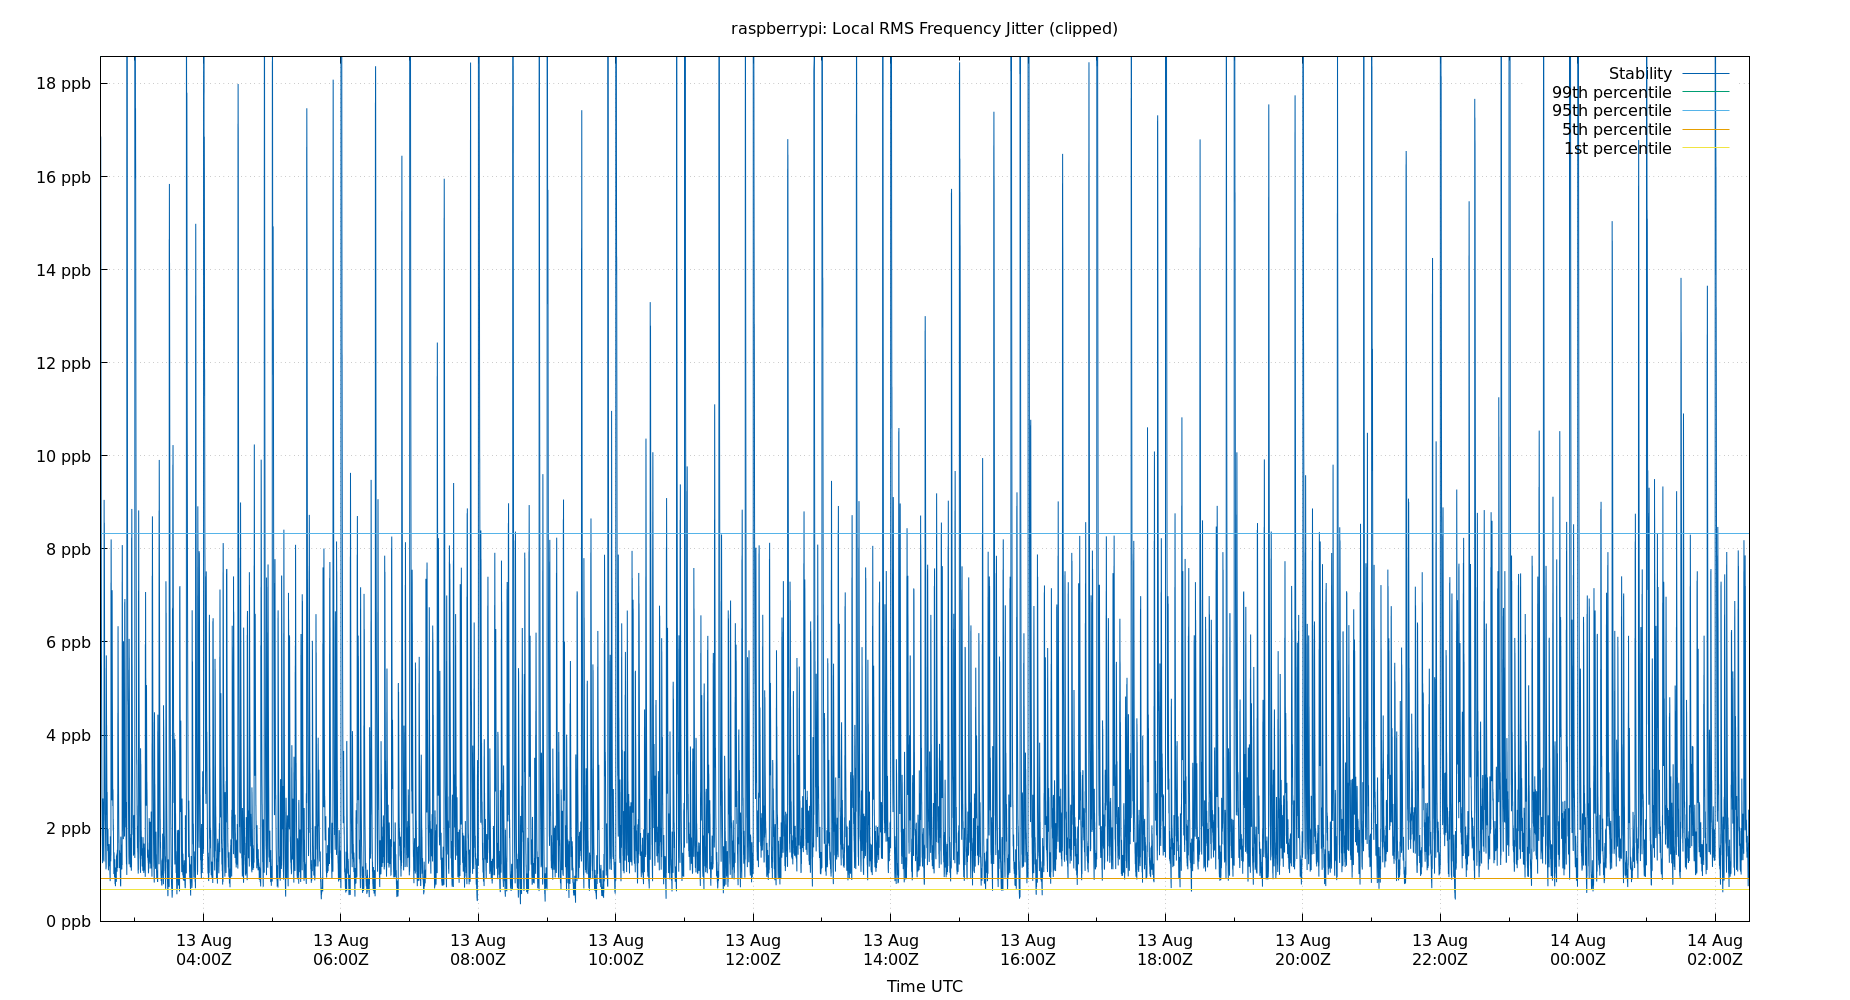 raspberrypi: Local RMS Frequency Jitter (clipped)
18 ppb
16 ppb
14 ppb
12 ppb
10 ppb
8 ppb
6 ppb
4 ppb
2 ppb
0 ppb
Stability
99th percentile
95th percentile
5th percentile
1st percentile
13 Aug 13 Aug 13 Aug 13 Aug 13 Aug 13 Aug 13 Aug 13 Aug 13 Aug 13 Aug 14 Aug 14 Aug
04:00Z 06:00Z 08:00Z 10:00Z 12:00Z 14:00Z 16:00Z 18:00Z 20:00Z 22:00Z 00:00Z 02:00Z
Time UTC